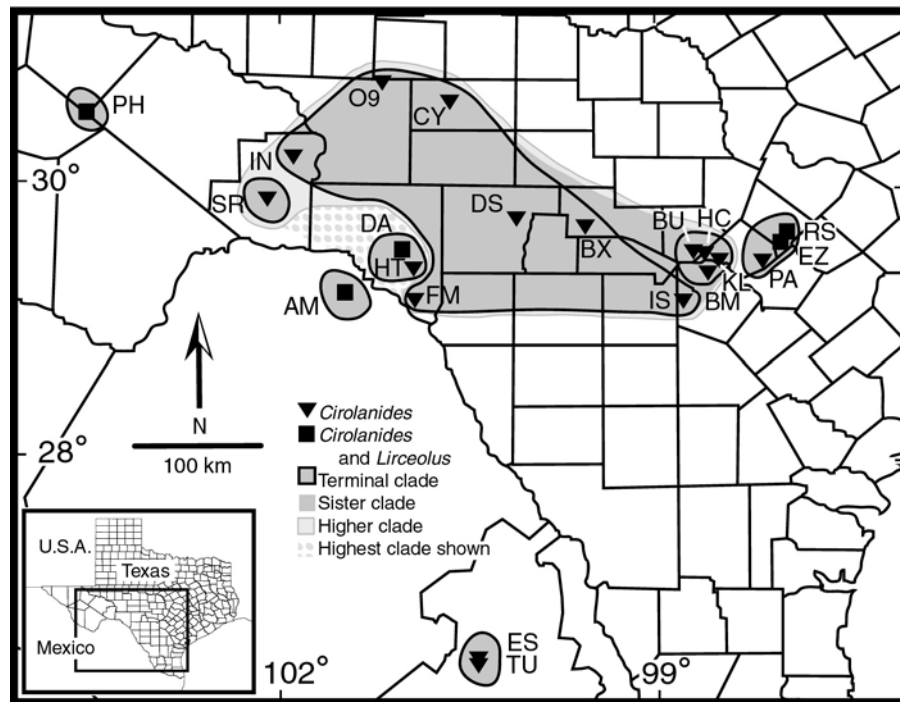 PH
O9
CY
IN
30°
SR
DS
DA
BU HC
RS
BX
EZ
HT
KL
PA
AM
FM
IS
BM
N
100 km
28°
Cirolanides
Cirolanides
and Lirceolus
Terminal clade
Sister clade
Higher clade
Highest clade shown
U.S.A.
Texas
Mexico
ES
TU
102°
99°